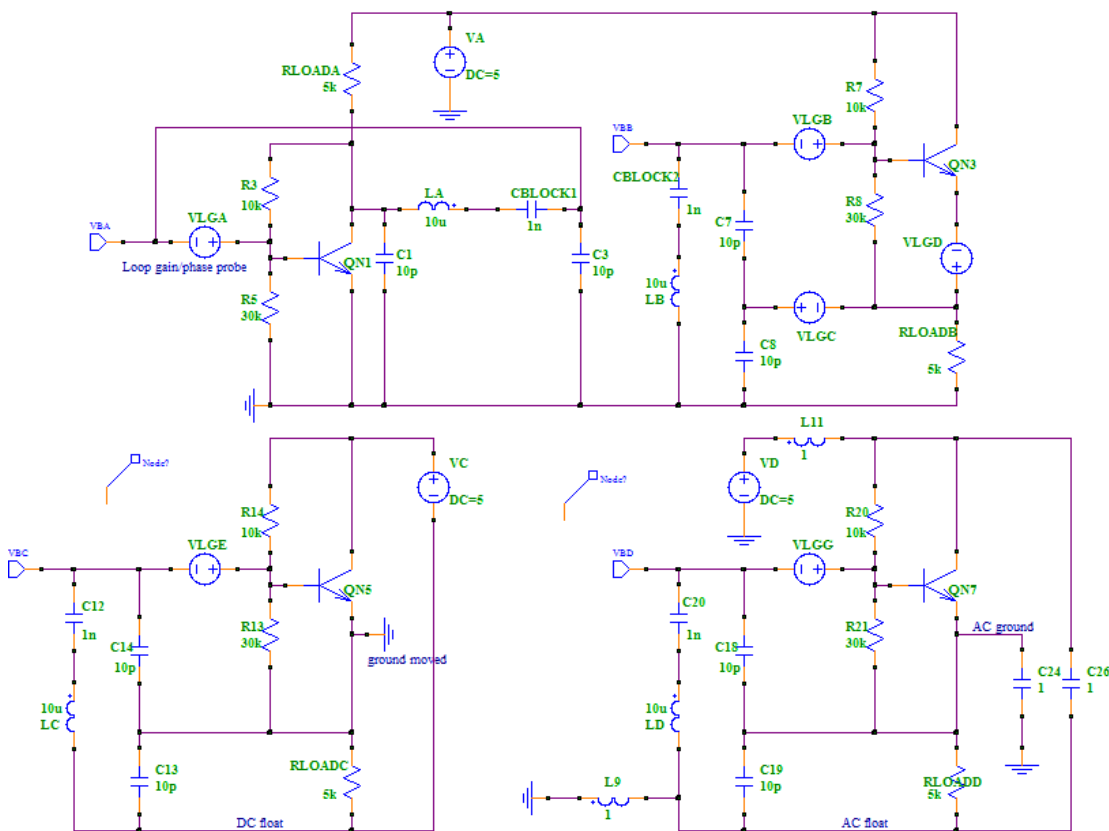 VA
DC=5
RLOADA
5k
R7
10k
VBB
VLGB
QN3
CBLOCK2
1n
R3
10k
LA
10u
CBLOCK1
1n
R8
30k
C7
10p
VBA
VLGA
Loop gain/phase probe
QN1
C1
10p
C3
10p
VLGD
10u
LB
R5
30k
VLGC
RLOADB
5k
C8
10p
L11
1
Node?
VC
DC=5
Node?
VD
DC=5
R14
10k
R20
10k
VBC
VLGE
VBD
VLGG
QN5
QN7
C12
1n
C20
1n
R13
30k
R21
30k
AC ground
C14
10p
ground moved
C18
10p
C24
1
C26
1
10u
LC
10u
LD
C13
10p
RLOADC
5k
L9
1
C19
10p
RLOADD
5k
DC float
AC float